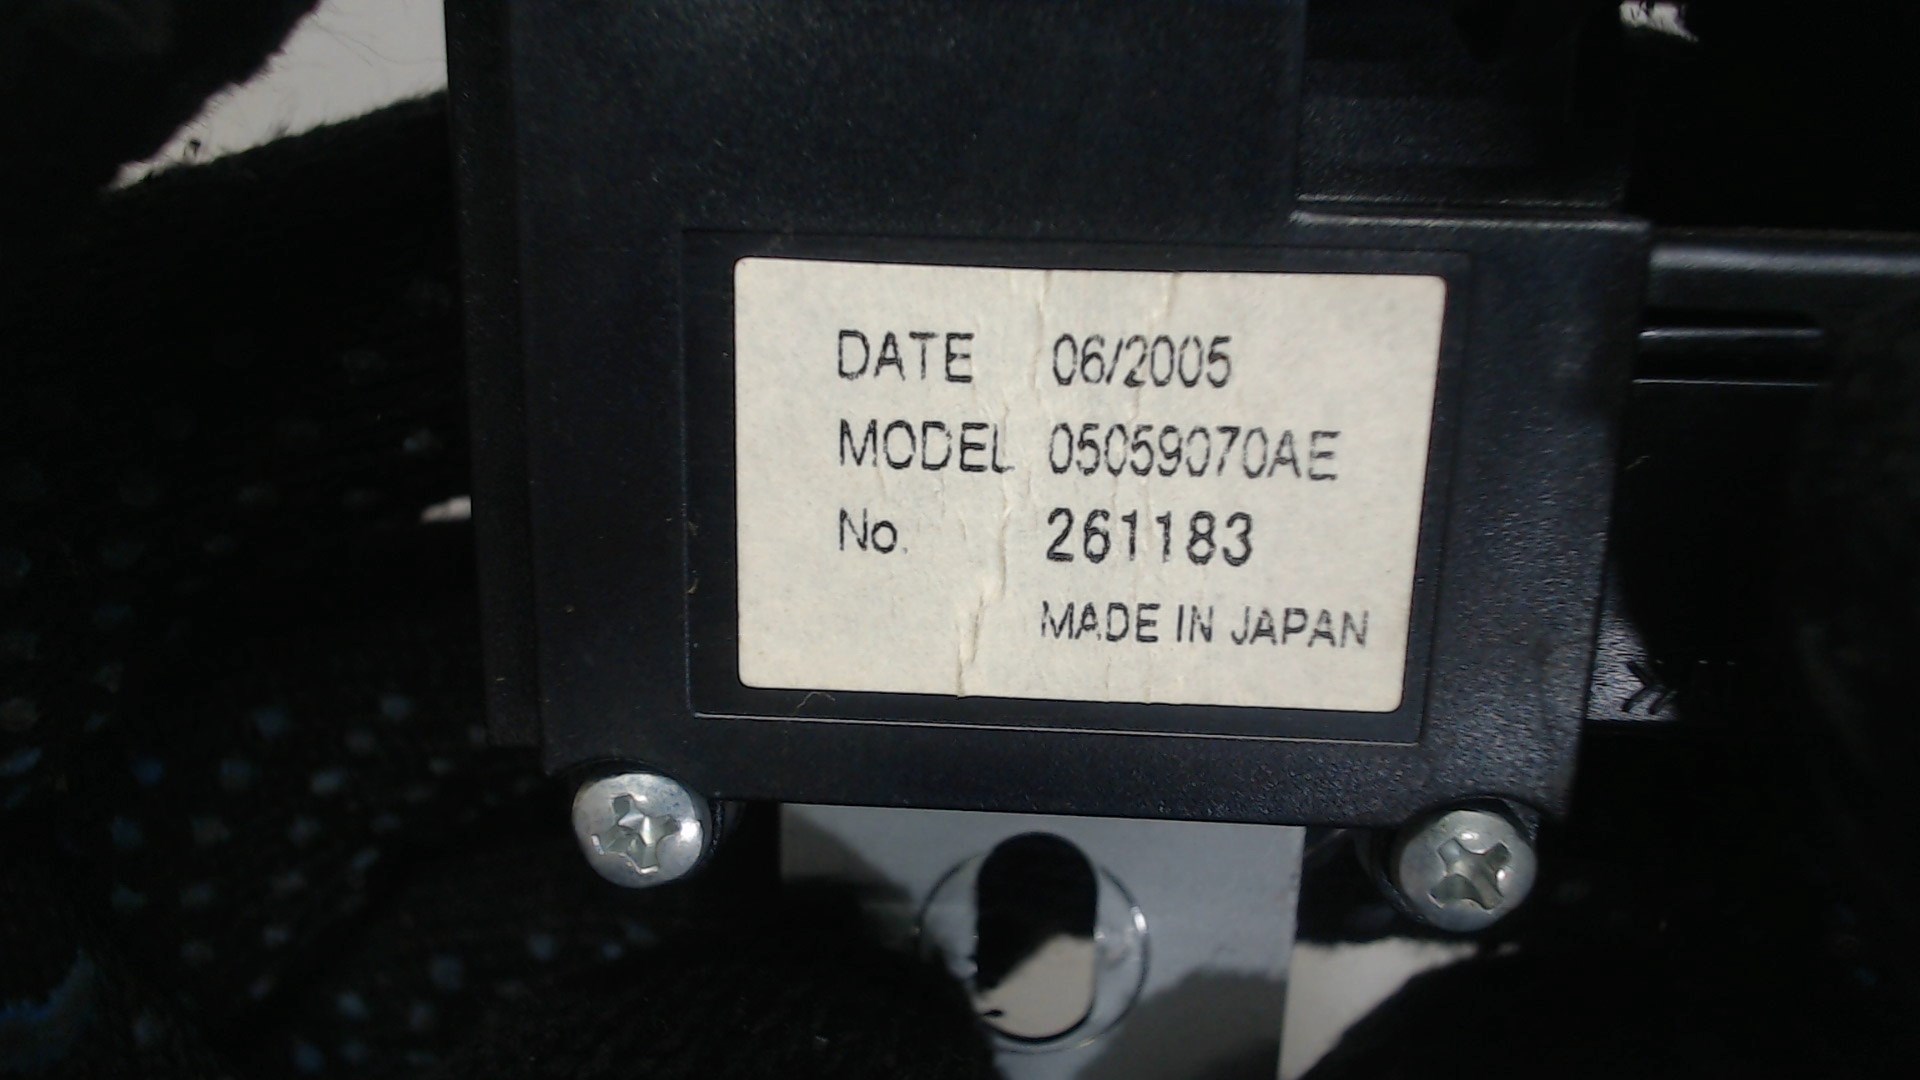 DATE 06/2005
MODEL 05059070AE
No. 261183
MADE IN JAPAN